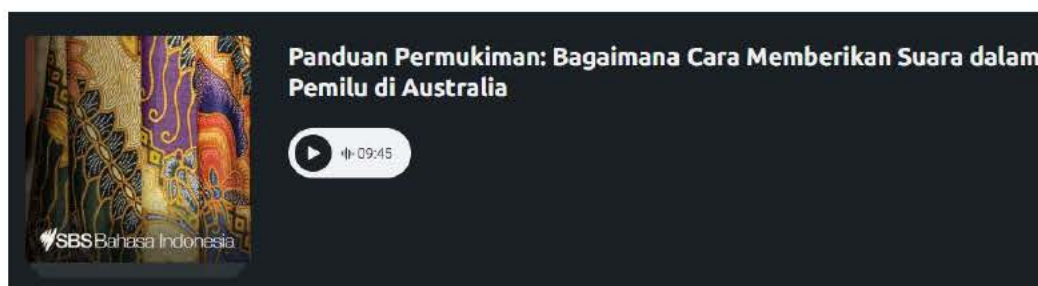 Panduan Permukiman: Bagaimana Cara Memberikan Suara dalam
Pemilu di Australia
09:45
SBS Bahasa Indonesia